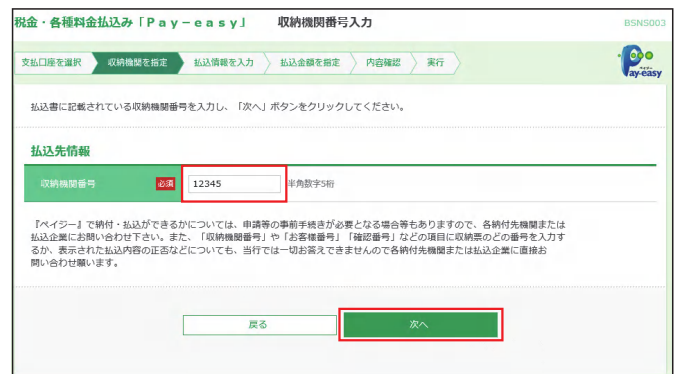 税金・各種料金払込み「Pay－easy」 収納機関番号入力 BSNS003
支払口座を選択 収納機関を指定 払込情報を入力 払込金額を指定 内容確認 実行
ペイジー
Pay-easy
払込書に記載されている収納機関番号を入力し、「次へ」ボタンをクリックしてください。
払込先情報
収納機関番号 必須 12345 半角数字5桁
『ペイジー』で納付・払込ができるかについては、申請等の事前手続きが必要となる場合等もありますので、各納付先機関または
払込企業にお問い合わせ下さい。また、「収納機関番号」や「お客様番号」「確認番号」などの項目に収納票のどの番号を入力す
るか、表示された払込内容の正否などについても、当行では一切お答えできませんので各納付先機関または払込企業に直接お
問い合わせ願います。
戻る 次へ